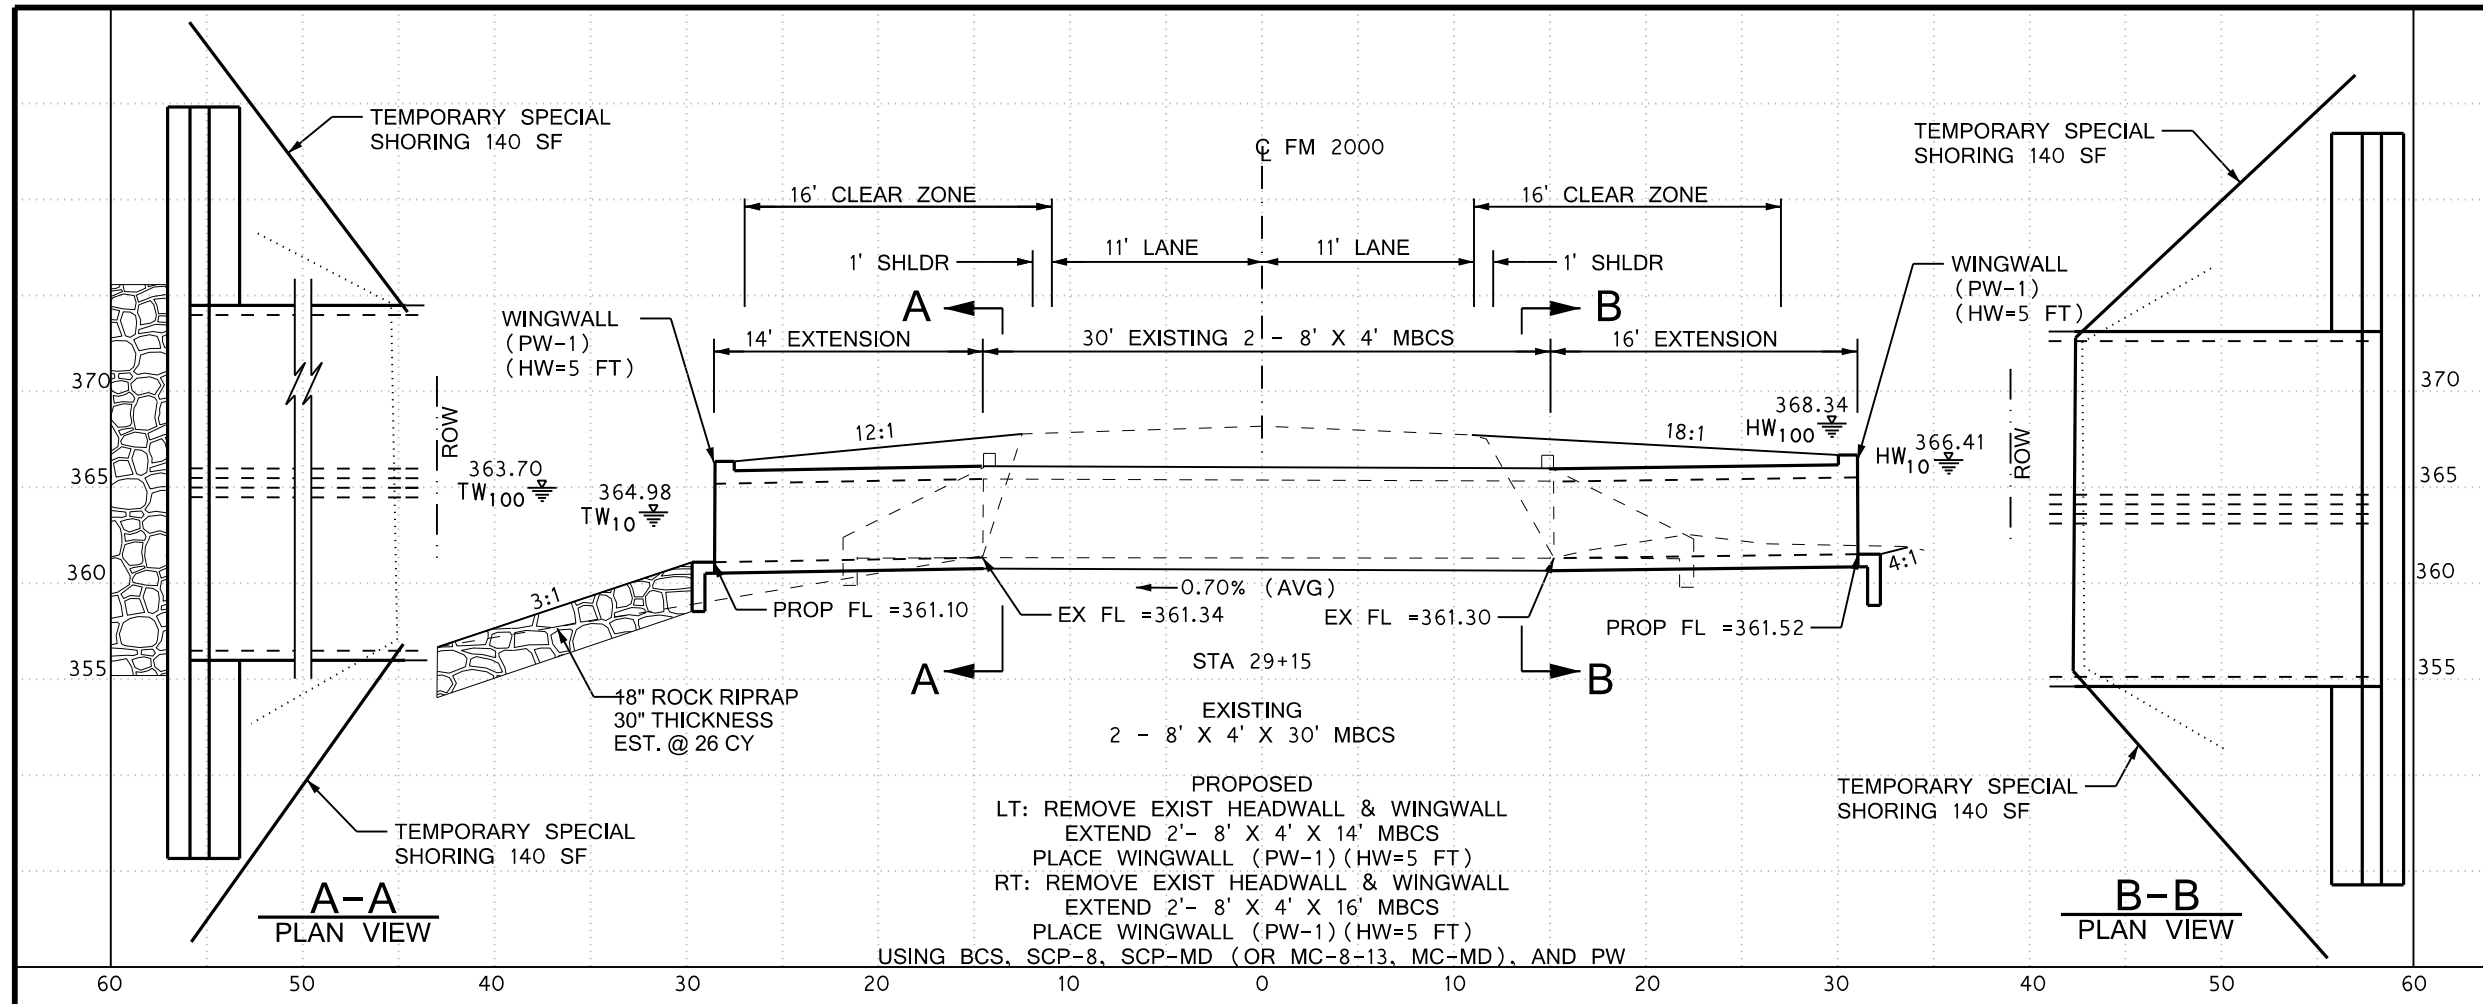 TEMPORARY SPECIAL
SHORING 140 SF
℄ FM 2000
TEMPORARY SPECIAL
SHORING 140 SF
16' CLEAR ZONE
16' CLEAR ZONE
11' LANE
11' LANE
1' SHLDR
1' SHLDR
A
B
WINGWALL
(PW-1)
(HW=5 FT)
WINGWALL
(PW-1)
(HW=5 FT)
14' EXTENSION
30' EXISTING 2 - 8' X 4' MBCS
16' EXTENSION
370
370
ROW
ROW
12:1
18:1
368.34
HW100
366.41
HW10
365
365
363.70
TW100
364.98
TW10
360
360
3:1
4:1
0.70% (AVG)
PROP FL =361.10
EX FL =361.34
EX FL =361.30
PROP FL =361.52
355
355
STA 29+15
A
B
18" ROCK RIPRAP
30" THICKNESS
EST. @ 26 CY
EXISTING
2 - 8' X 4' X 30' MBCS
TEMPORARY SPECIAL
SHORING 140 SF
TEMPORARY SPECIAL
SHORING 140 SF
PROPOSED
LT: REMOVE EXIST HEADWALL & WINGWALL
EXTEND 2'- 8' X 4' X 14' MBCS
PLACE WINGWALL (PW-1)(HW=5 FT)
RT: REMOVE EXIST HEADWALL & WINGWALL
EXTEND 2'- 8' X 4' X 16' MBCS
PLACE WINGWALL (PW-1)(HW=5 FT)
USING BCS, SCP-8, SCP-MD (OR MC-8-13, MC-MD), AND PW
A-A
PLAN VIEW
B-B
PLAN VIEW
60 50 40 30 20 10 0 10 20 30 40 50 60